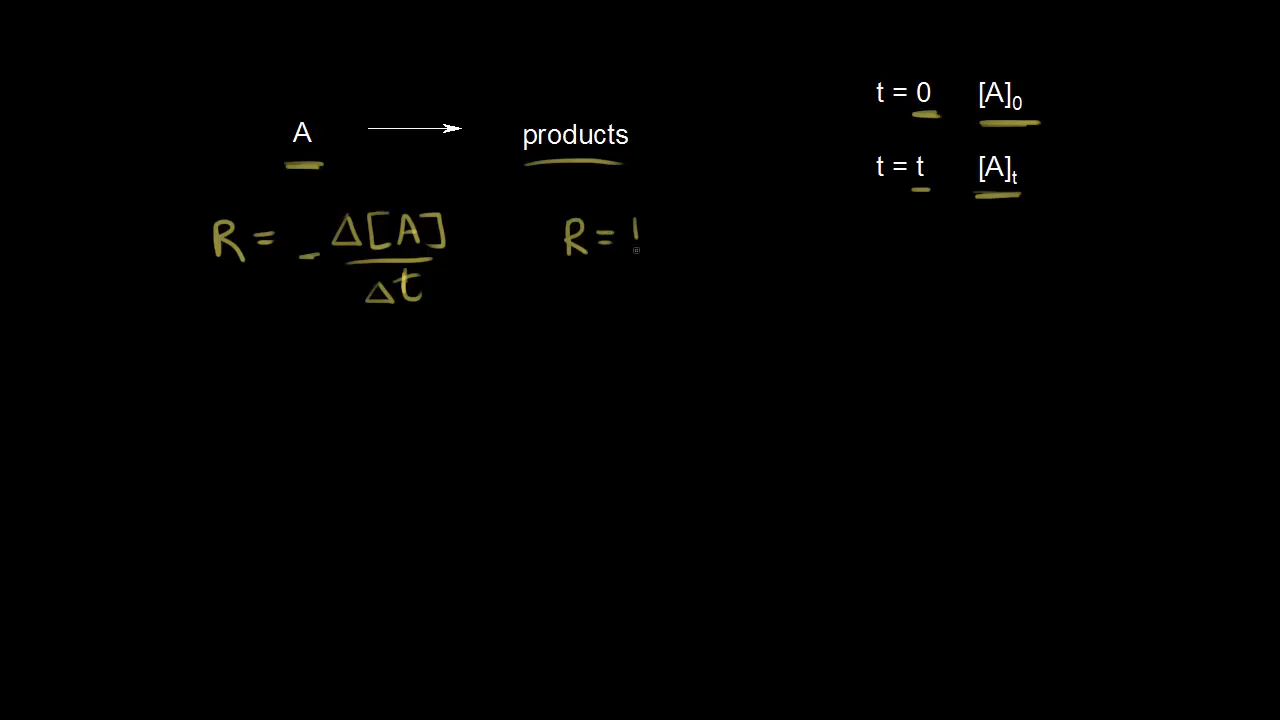 t = 0 [A]₀
A → products
t = t [A]ₜ
R = - Δ[A] / Δt
R =